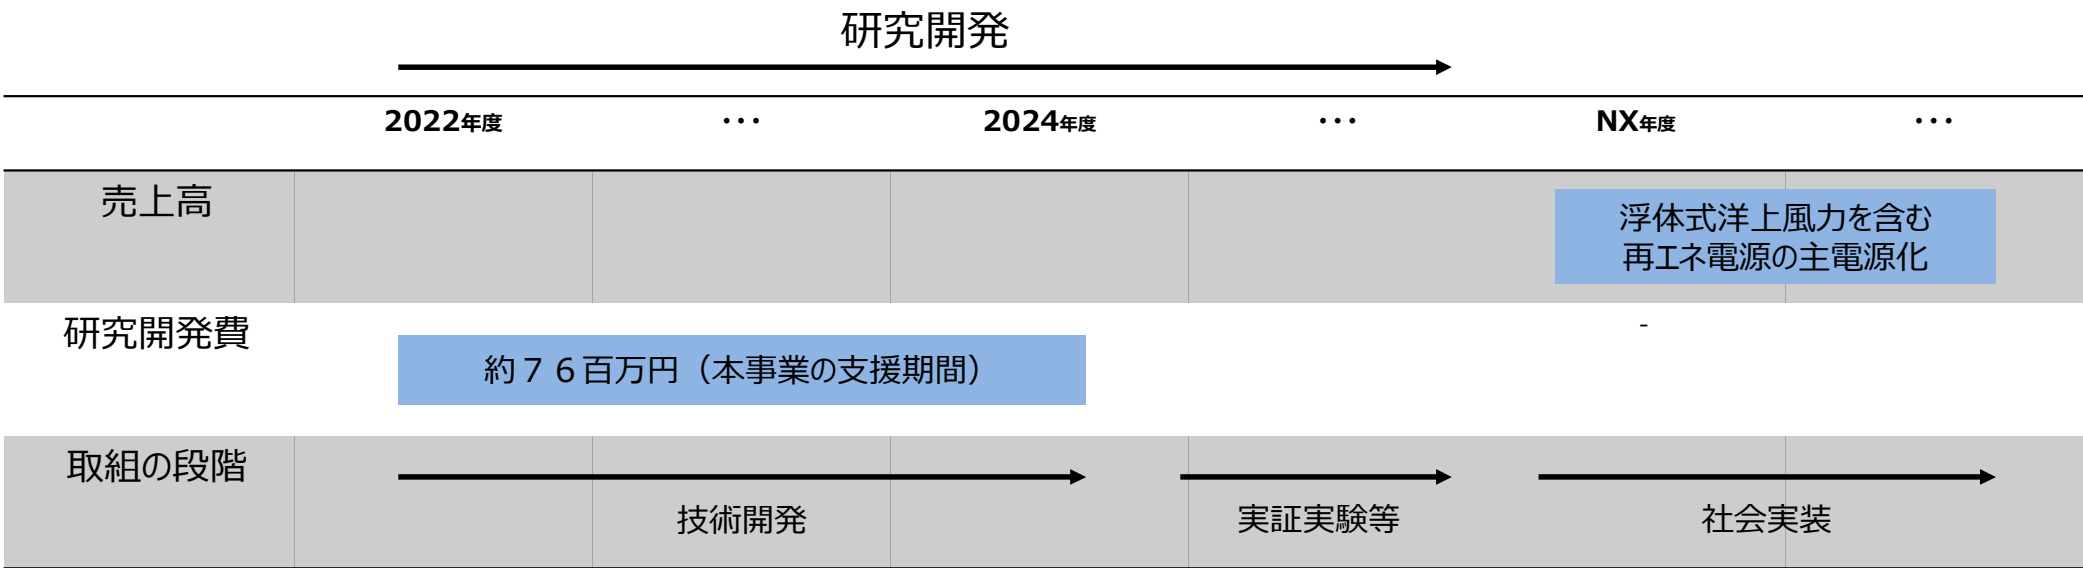 研究開発
2022年度 ・・・ 2024年度 ・・・ NX年度 ・・・
売上高
浮体式洋上風力を含む
再エネ電源の主電源化
研究開発費
-
約７６百万円（本事業の支援期間）
取組の段階
技術開発 実証実験等 社会実装